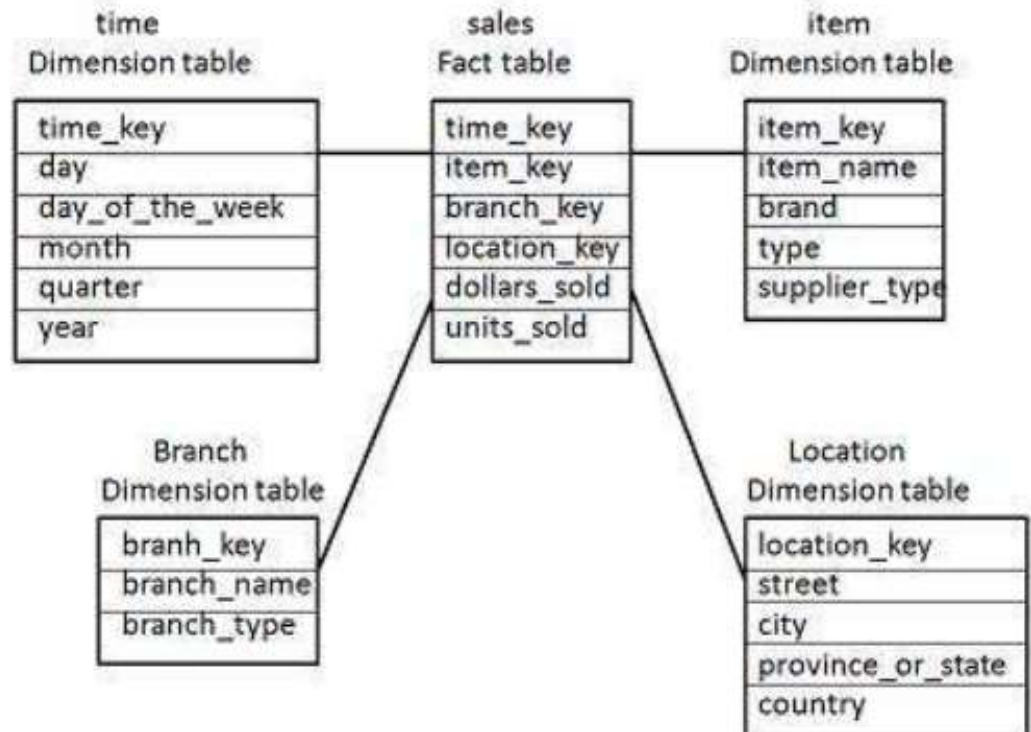 time
Dimension table
time_key
day
day_of_the_week
month
quarter
year
sales
Fact table
time_key
item_key
branch_key
location_key
dollars_sold
units_sold
item
Dimension table
item_key
item_name
brand
type
supplier_type
Branch
Dimension table
branh_key
branch_name
branch_type
Location
Dimension table
location_key
street
city
province_or_state
country